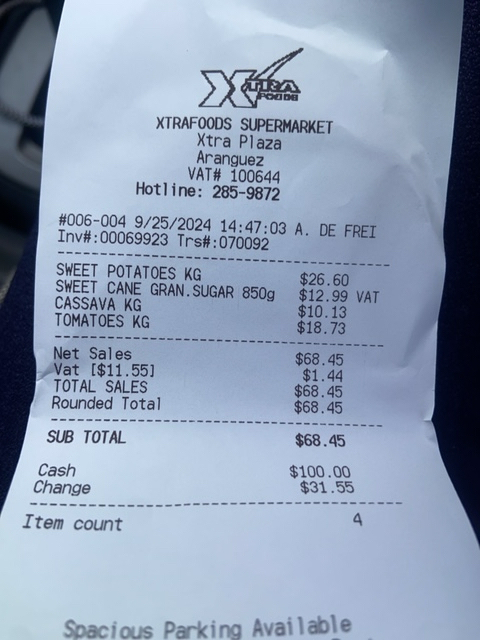 XTRA
FOODS
XTRAFOODS SUPERMARKET
Xtra Plaza
Aranguez
VAT# 100644
Hotline: 285-9872
#006-004 9/25/2024 14:47:03 A. DE FREI
Inv#:00069923 Trs#:070092
SWEET POTATOES KG $26.60
SWEET CANE GRAN.SUGAR 850g $12.99 VAT
CASSAVA KG $10.13
TOMATOES KG $18.73
Net Sales $68.45
Vat [$11.55] $1.44
TOTAL SALES $68.45
Rounded Total $68.45
SUB TOTAL $68.45
Cash $100.00
Change $31.55
Item count 4
Spacious Parking Available